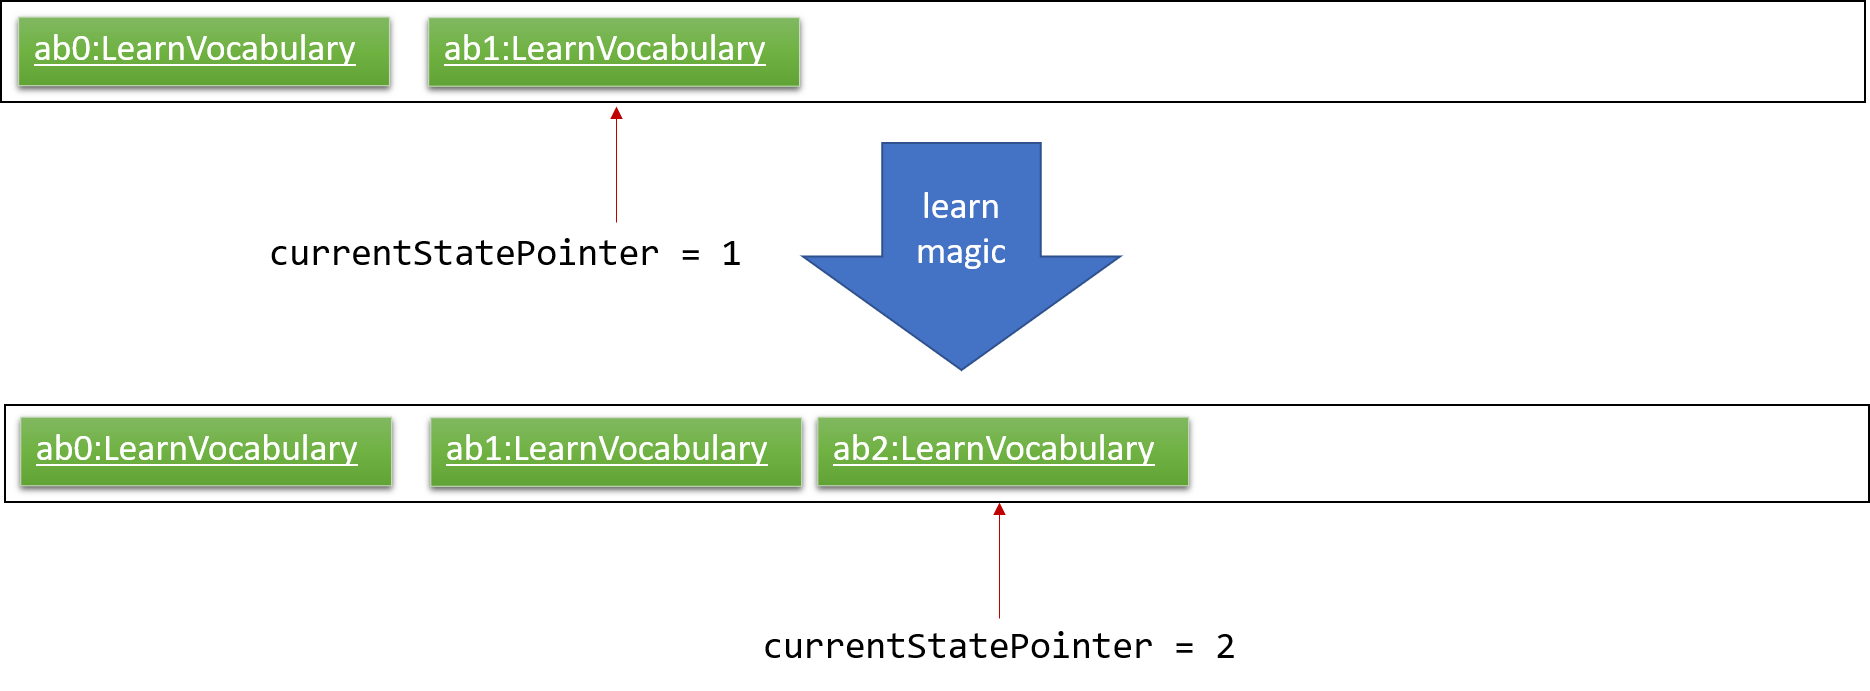 ab0:LearnVocabulary
ab1:LearnVocabulary
currentStatePointer = 1
learn
magic
ab0:LearnVocabulary
ab1:LearnVocabulary
ab2:LearnVocabulary
currentStatePointer = 2